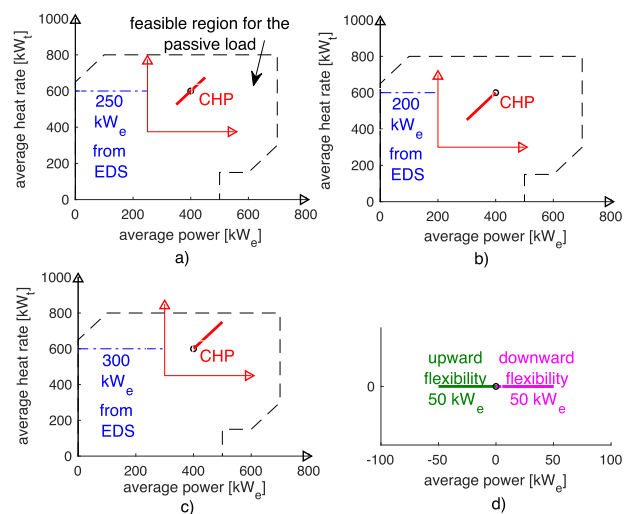 feasible region for the
passive load
1000
800
600
400
200
0
average heat rate [kWt]
250
kWe
from
EDS
CHP
0 200 400 600 800
average power [kWe]
a)
1000
800
600
400
200
0
average heat rate [kWt]
200
kWe
from
EDS
CHP
0 200 400 600 800
average power [kWe]
b)
1000
800
600
400
200
0
average heat rate [kWt]
300
kWe
from
EDS
CHP
0 200 400 600 800
average power [kWe]
c)
upward downward
flexibility flexibility
50 kWe 50 kWe
0
-100 -50 0 50 100
average power [kWe]
d)